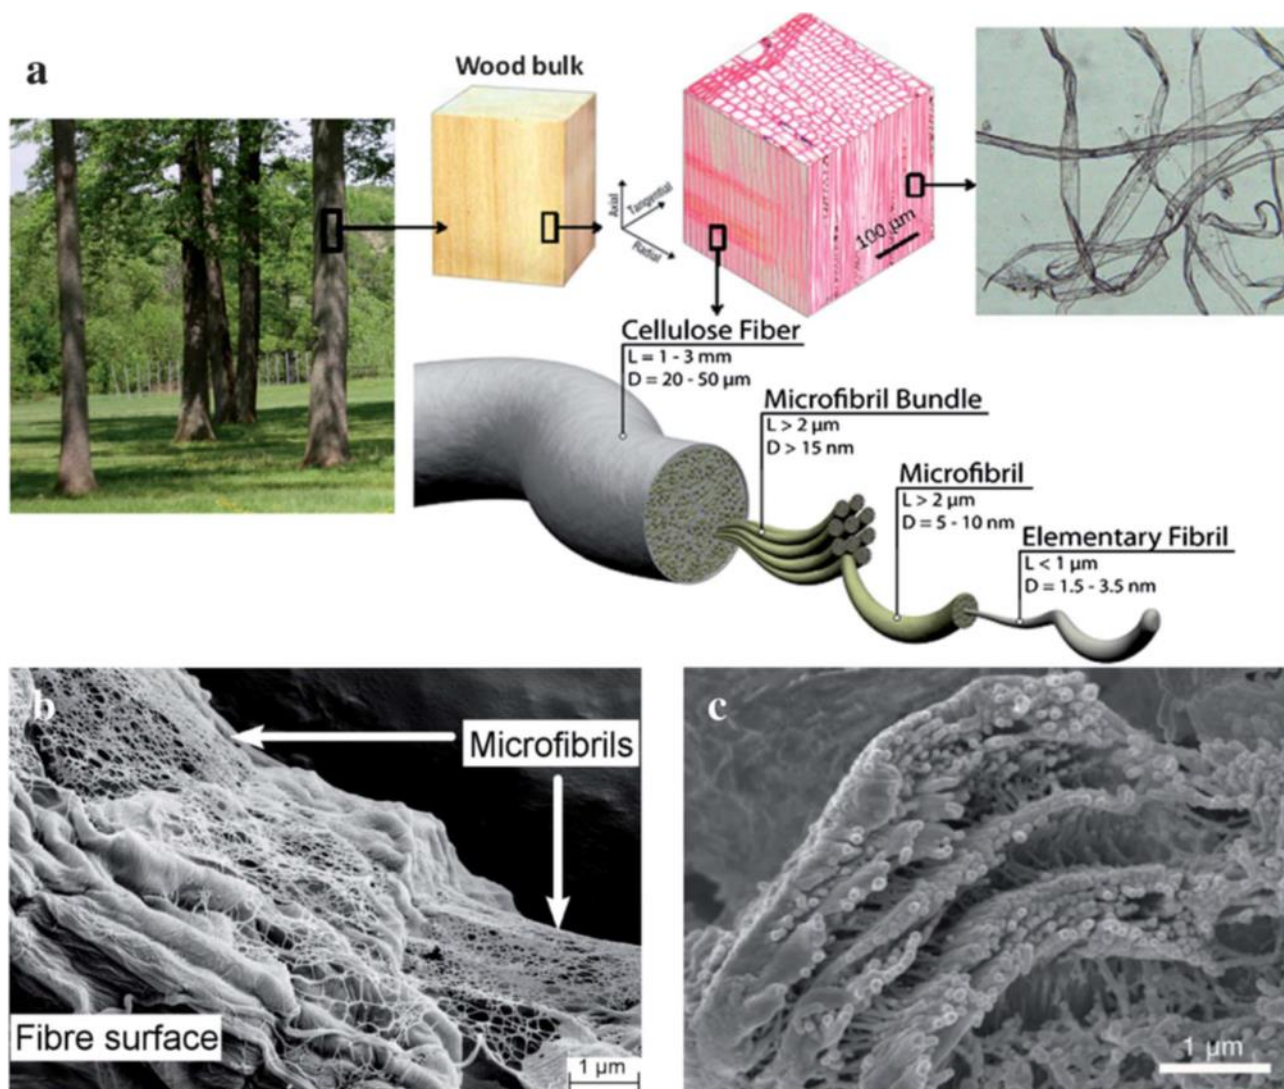 a
Wood bulk
Axial
Tangential
Radial
100 µm
Cellulose Fiber
L = 1 - 3 mm
D = 20 - 50 µm
Microfibril Bundle
L > 2 µm
D > 15 nm
Microfibril
L > 2 µm
D = 5 - 10 nm
Elementary Fibril
L < 1 µm
D = 1.5 - 3.5 nm
b
Microfibrils
Fibre surface
1 µm
c
1 µm